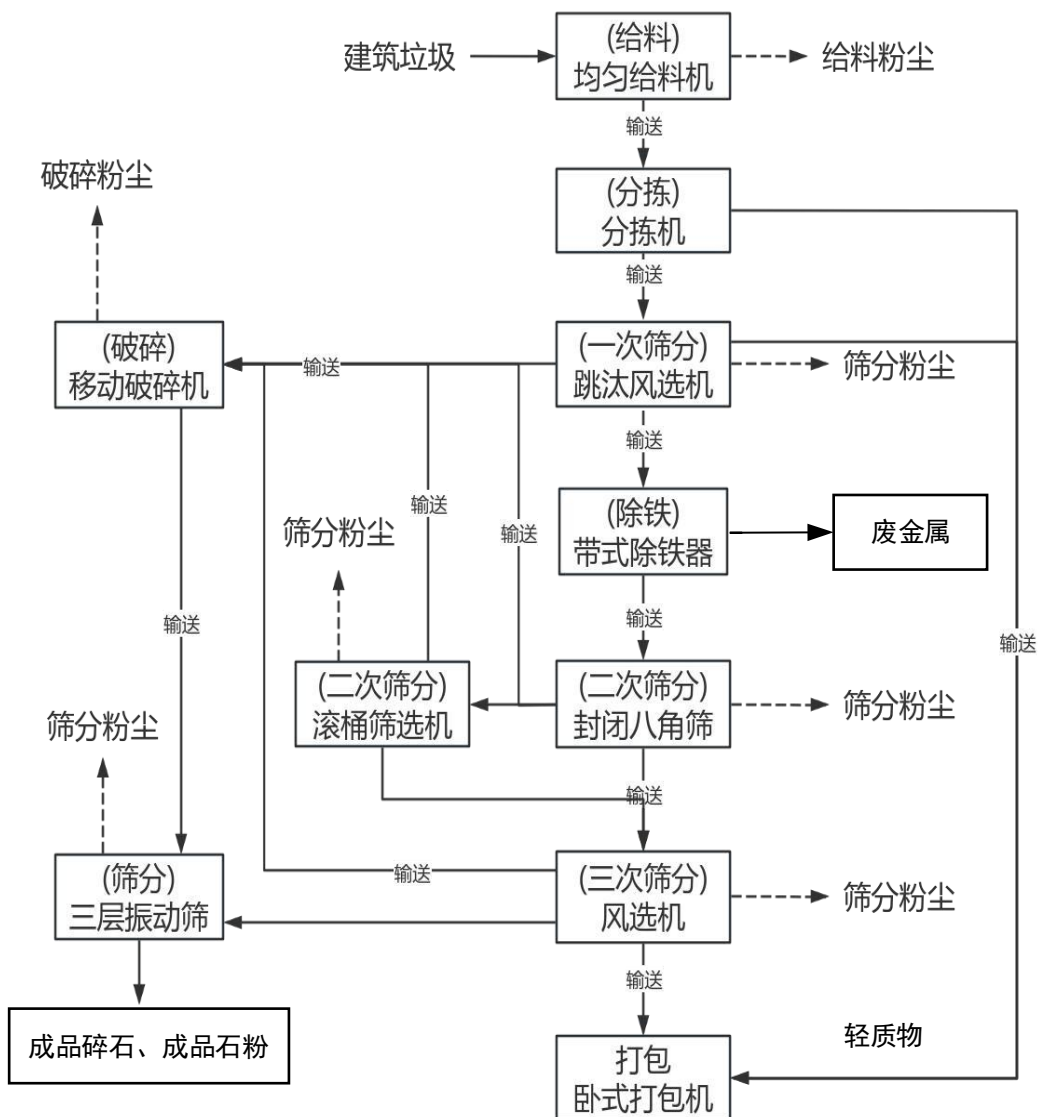 建筑垃圾
(给料)
均匀给料机
给料粉尘
输送
破碎粉尘
(分拣)
分拣机
输送
(破碎)
移动破碎机
输送
(一次筛分)
跳汰风选机
筛分粉尘
输送
输送
输送
筛分粉尘
(除铁)
带式除铁器
废金属
输送
输送
输送
(二次筛分)
滚桶筛选机
(二次筛分)
封闭八角筛
筛分粉尘
筛分粉尘
输送
(筛分)
三层振动筛
输送
(三次筛分)
风选机
筛分粉尘
输送
成品碎石、成品石粉
打包
卧式打包机
轻质物